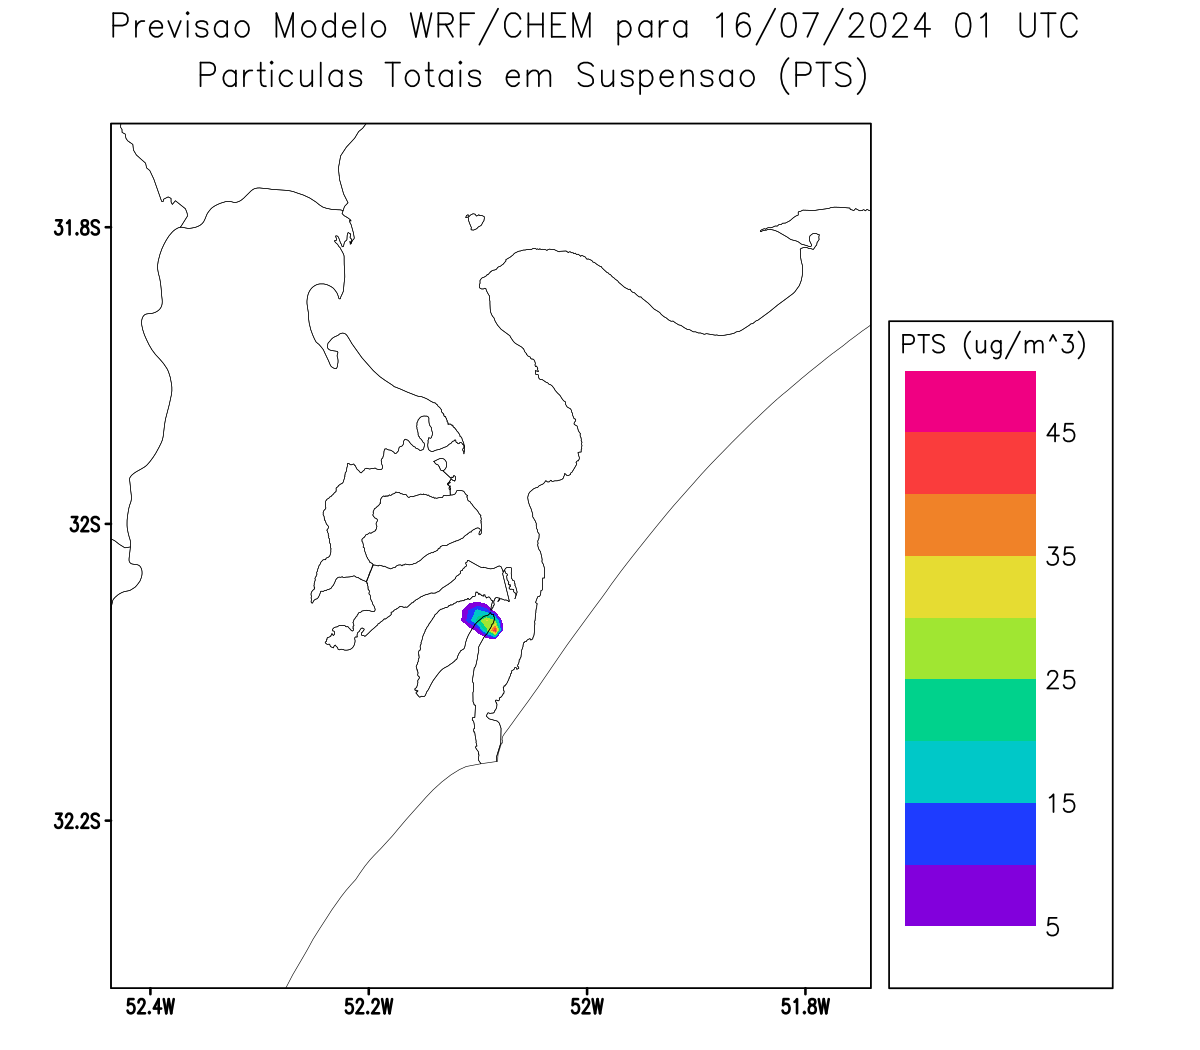 Previsao Modelo WRF/CHEM para 16/07/2024 01 UTC
Particulas Totais em Suspensao (PTS)
31.8S
32S
32.2S
52.4W
52.2W
52W
51.8W
PTS (ug/m^3)
45
35
25
15
5